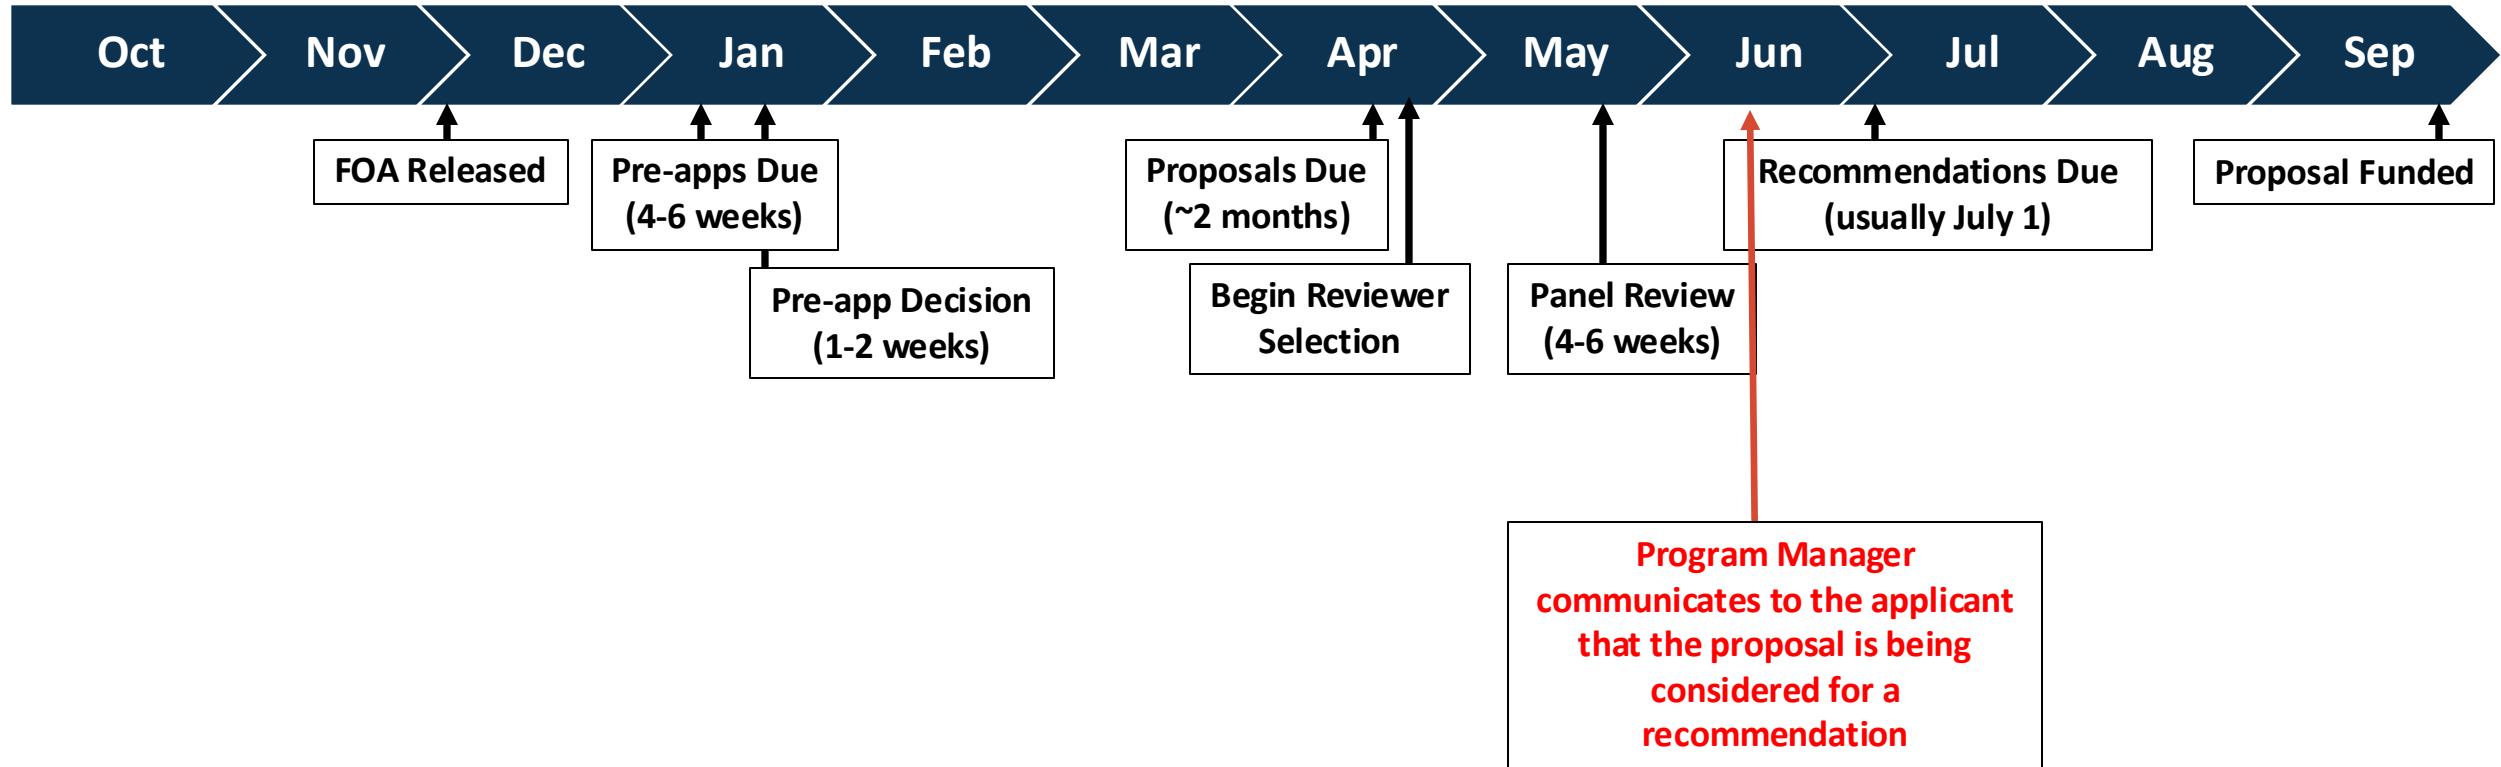 Oct
Nov
Dec
Jan
Feb
Mar
Apr
May
Jun
Jul
Aug
Sep
FOA Released
Pre-apps Due
(4-6 weeks)
Pre-app Decision
(1-2 weeks)
Proposals Due
(~2 months)
Begin Reviewer
Selection
Panel Review
(4-6 weeks)
Recommendations Due
(usually July 1)
Proposal Funded
Program Manager
communicates to the applicant
that the proposal is being
considered for a
recommendation